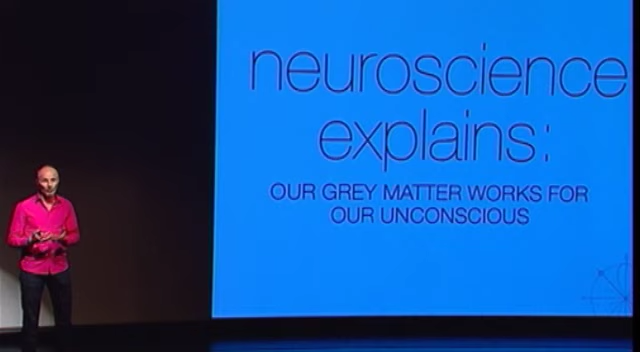 neuroscience
explains:
OUR GREY MATTER WORKS FOR
OUR UNCONSCIOUS